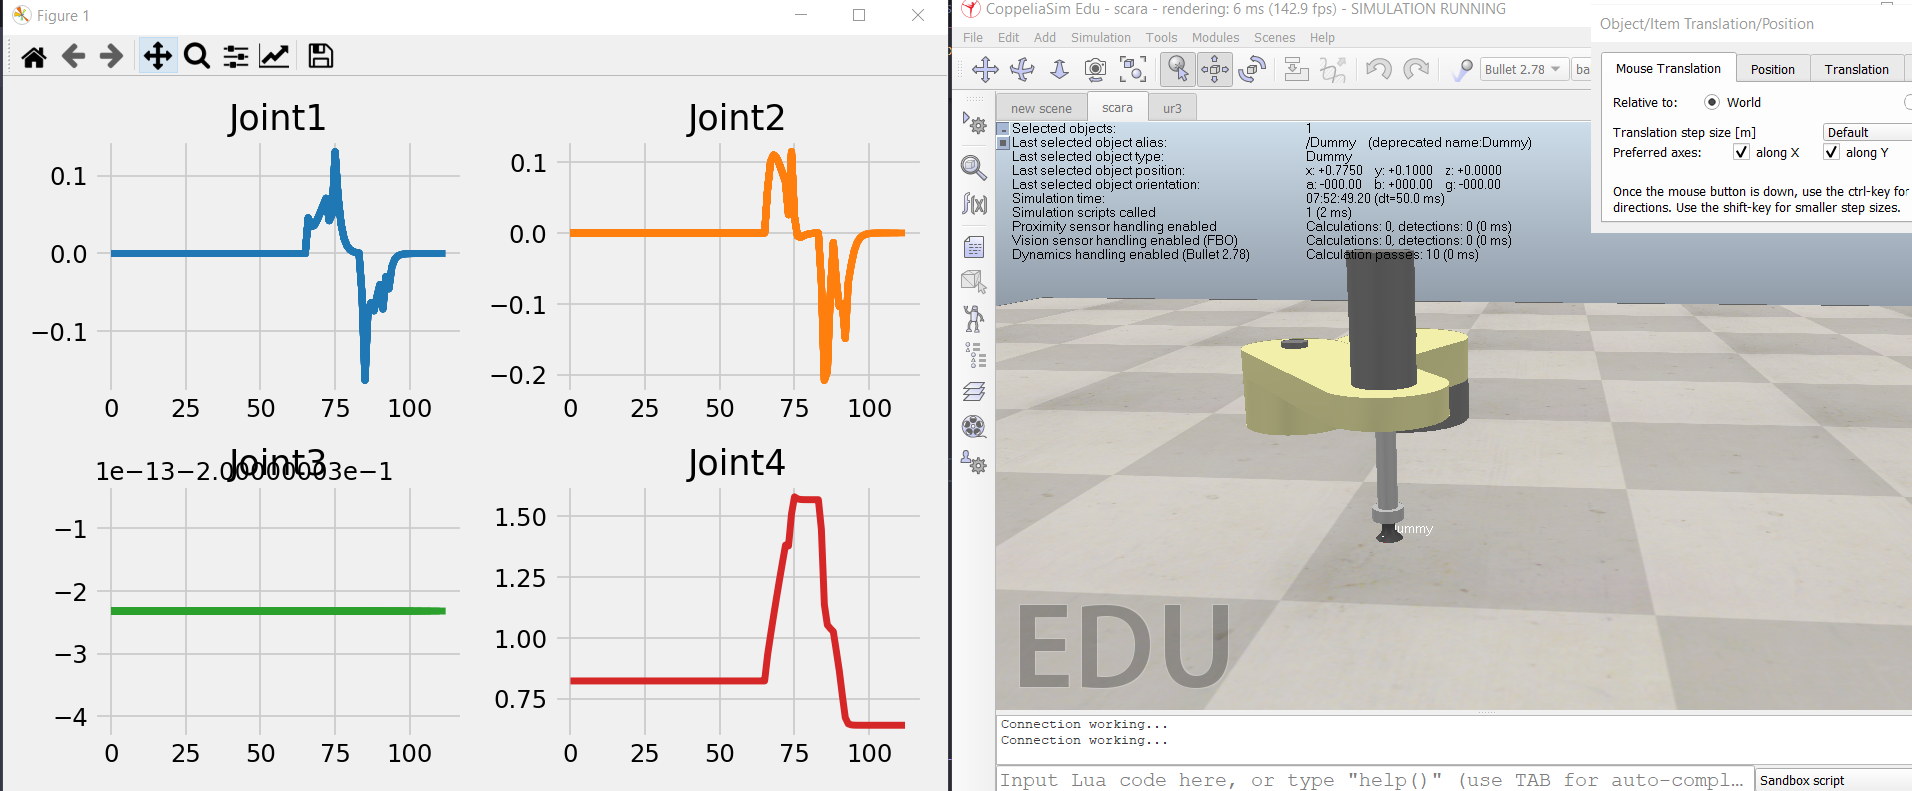 Figure 1
Joint1
0.1
0.0
−0.1
0 25 50 75 100
Joint2
0.1
0.0
−0.1
−0.2
0 25 50 75 100
Joint3
1e−13−2.00000003e−1
−1
−2
−3
−4
0 25 50 75 100
Joint4
1.50
1.25
1.00
0.75
0 25 50 75 100
CoppeliaSim Edu - scara - rendering: 6 ms (142.9 fps) - SIMULATION RUNNING
File Edit Add Simulation Tools Modules Scenes Help
Bullet 2.78 ba
new scene scara ur3
Selected objects: 1
Last selected object alias: /Dummy (deprecated name:Dummy)
Last selected object type: Dummy
Last selected object position: x: +0.7750 y: +0.1000 z: +0.0000
Last selected object orientation: a: -000.00 b: +000.00 g: -000.00
Simulation time: 07:52:49.20 (dt=50.0 ms)
Simulation scripts called 1 (2 ms)
Proximity sensor handling enabled Calculations: 0, detections: 0 (0 ms)
Vision sensor handling enabled (FBO) Calculations: 0, detections: 0 (0 ms)
Dynamics handling enabled (Bullet 2.78) Calculation passes: 10 (0 ms)
f(x)
ummy
EDU
Connection working...
Connection working...
Input Lua code here, or type "help()" (use TAB for auto-compl...
Sandbox script
Object/Item Translation/Position
Mouse Translation Position Translation
Relative to: World
Translation step size [m] Default
Preferred axes: along X along Y
Once the mouse button is down, use the ctrl-key for
directions. Use the shift-key for smaller step sizes.